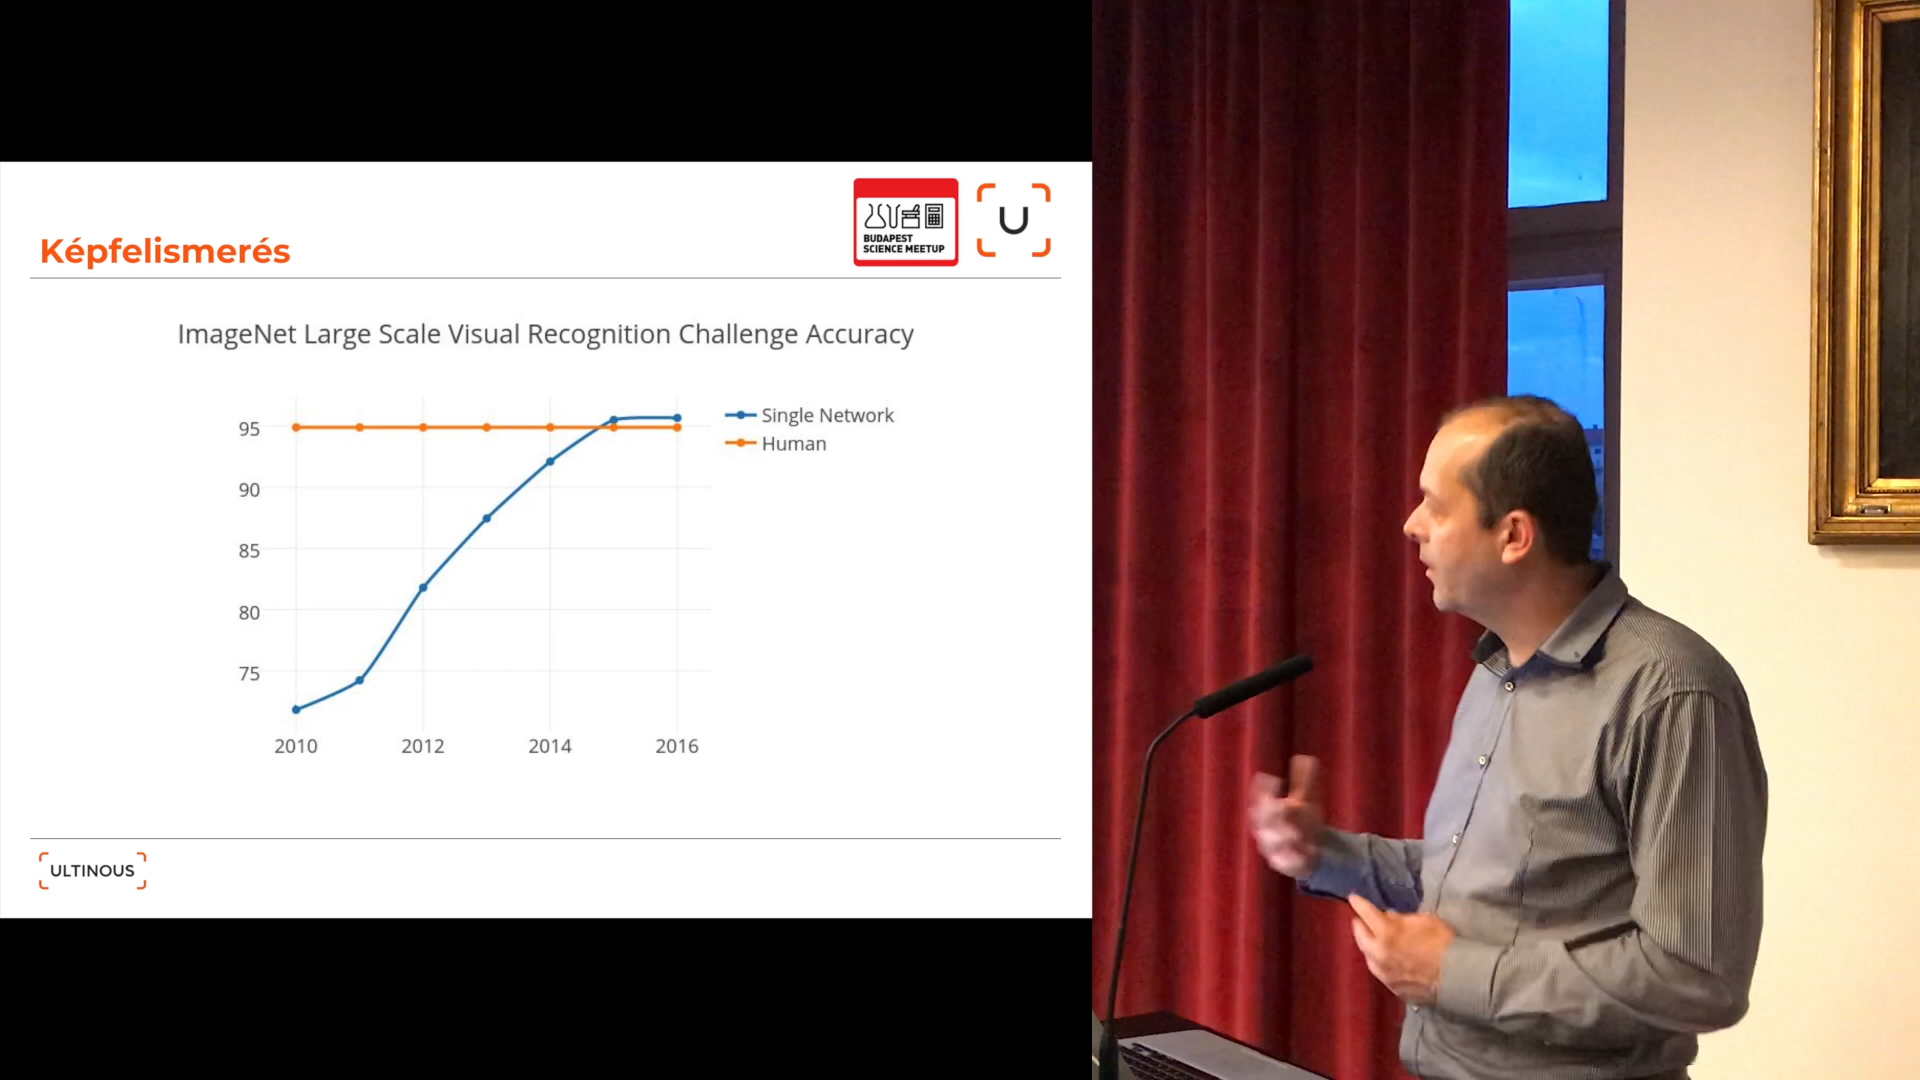 Képfelismerés
BUDAPEST
SCIENCE MEETUP
U
ImageNet Large Scale Visual Recognition Challenge Accuracy
95
90
85
80
75
2010
2012
2014
2016
Single Network
Human
ULTINOUS